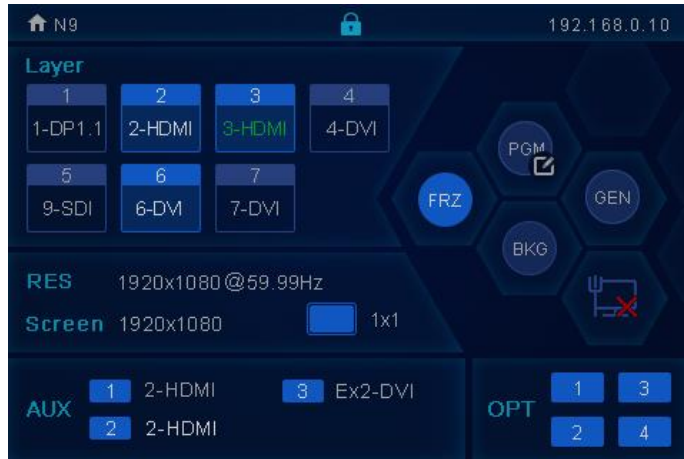 N9 192.168.0.10
Layer
1 2 3 4
1-DP1.1 2-HDMI 3-HDMI 4-DVI
5 6 7
9-SDI 6-DVI 7-DVI
PGM
FRZ GEN
BKG
RES 1920x1080@59.99Hz
Screen 1920x1080 1x1
AUX 1 2-HDMI 3 Ex2-DVI
2 2-HDMI
OPT 1 3
2 4